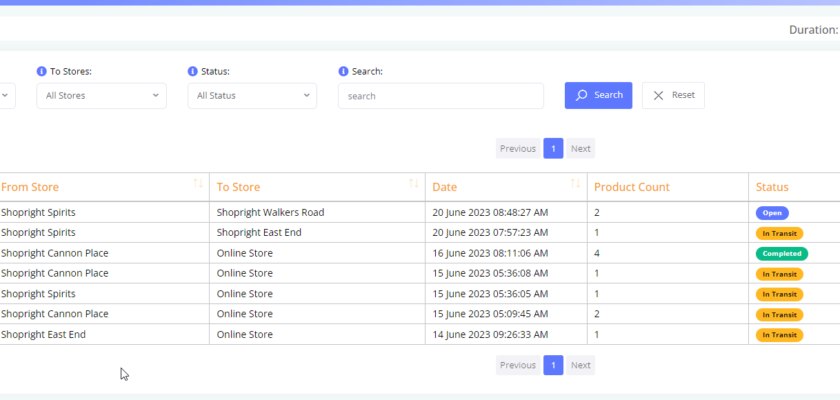 Duration:
To Stores: Status: Search:
All Stores All Status search Search Reset
Previous 1 Next
From Store To Store Date Product Count Status
Shopright Spirits Shopright Walkers Road 20 June 2023 08:48:27 AM 2 Open
Shopright Spirits Shopright East End 20 June 2023 07:57:23 AM 1 In Transit
Shopright Cannon Place Online Store 16 June 2023 08:11:06 AM 4 Completed
Shopright Cannon Place Online Store 15 June 2023 05:36:08 AM 1 In Transit
Shopright Spirits Online Store 15 June 2023 05:36:05 AM 1 In Transit
Shopright Cannon Place Online Store 15 June 2023 05:09:45 AM 2 In Transit
Shopright East End Online Store 14 June 2023 09:26:33 AM 1 In Transit
Previous 1 Next